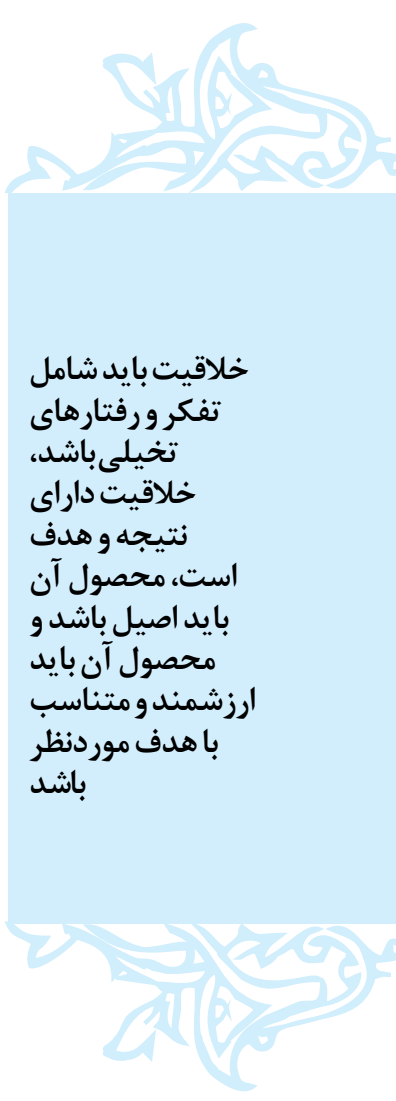 خلاقیت باید شامل
تفکر و رفتارهای
تخیلی باشد،
خلاقیت دارای
نتیجه و هدف
است، محصول آن
باید اصیل باشد و
محصول آن باید
ارزشمند و متناسب
با هدف موردنظر
باشد